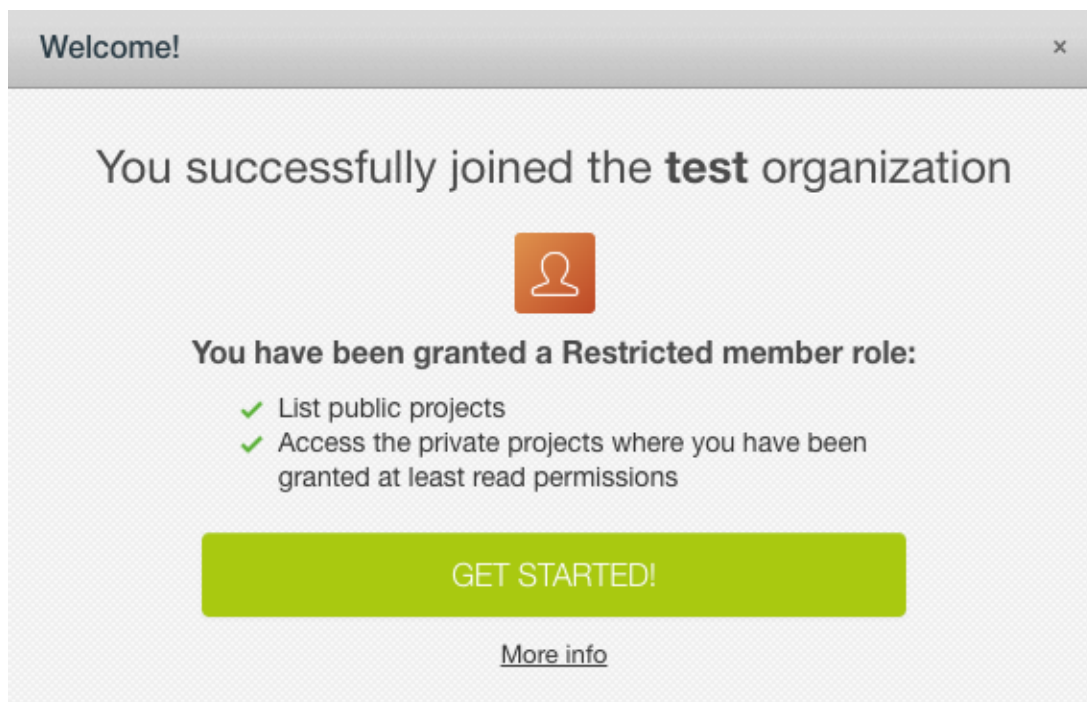 Welcome!
×
You successfully joined the test organization
You have been granted a Restricted member role:
List public projects
Access the private projects where you have been
granted at least read permissions
GET STARTED!
More info